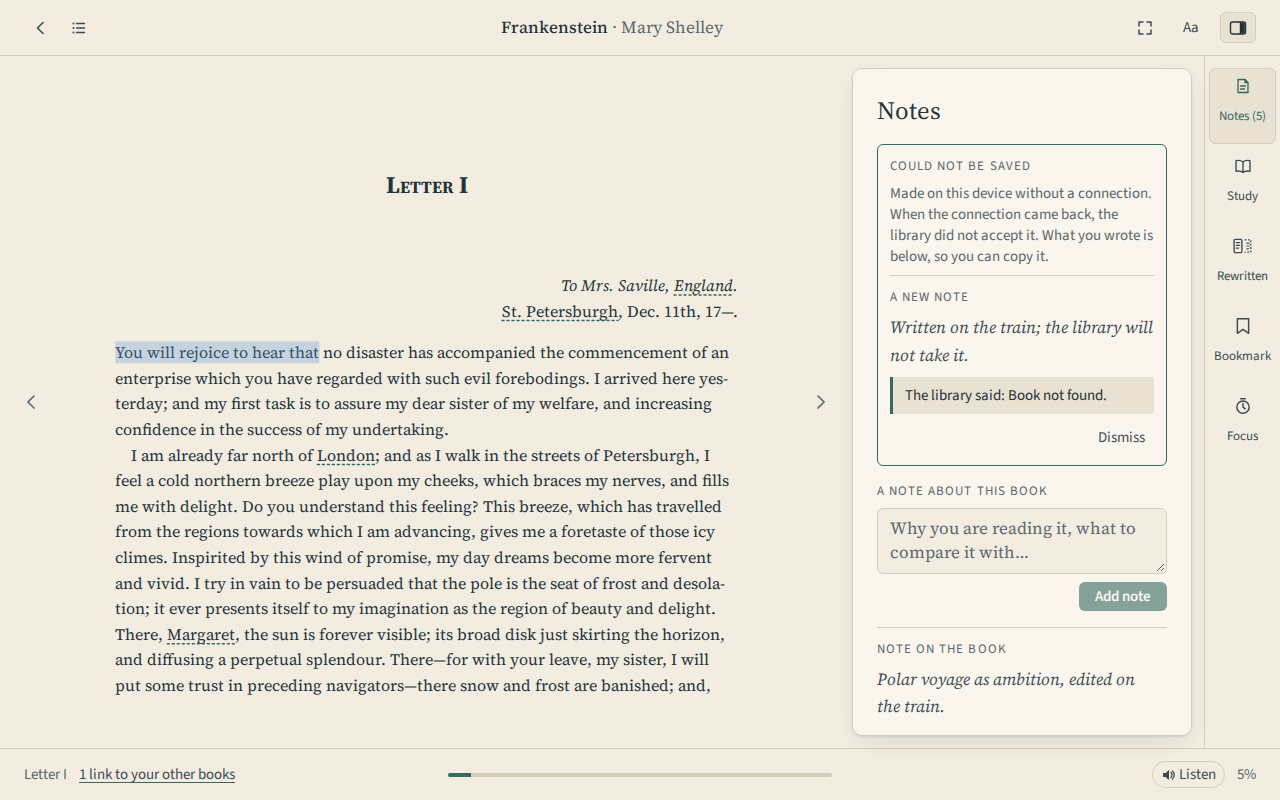 Frankenstein · Mary Shelley
Aa
LETTER I
To Mrs. Saville, England.
St. Petersburgh, Dec. 11th, 17—.
You will rejoice to hear that no disaster has accompanied the commencement of an
enterprise which you have regarded with such evil forebodings. I arrived here yes-
terday; and my first task is to assure my dear sister of my welfare, and increasing
confidence in the success of my undertaking.
I am already far north of London; and as I walk in the streets of Petersburgh, I
feel a cold northern breeze play upon my cheeks, which braces my nerves, and fills
me with delight. Do you understand this feeling? This breeze, which has travelled
from the regions towards which I am advancing, gives me a foretaste of those icy
climes. Inspirited by this wind of promise, my day dreams become more fervent
and vivid. I try in vain to be persuaded that the pole is the seat of frost and desola-
tion; it ever presents itself to my imagination as the region of beauty and delight.
There, Margaret, the sun is forever visible; its broad disk just skirting the horizon,
and diffusing a perpetual splendour. There—for with your leave, my sister, I will
put some trust in preceding navigators—there snow and frost are banished; and,
Notes
COULD NOT BE SAVED
Made on this device without a connection.
When the connection came back, the
library did not accept it. What you wrote is
below, so you can copy it.
A NEW NOTE
Written on the train; the library will
not take it.
The library said: Book not found.
Dismiss
A NOTE ABOUT THIS BOOK
Why you are reading it, what to
compare it with…
Add note
NOTE ON THE BOOK
Polar voyage as ambition, edited on
the train.
Notes (5)
Study
Rewritten
Bookmark
Focus
Letter I
1 link to your other books
Listen
5%